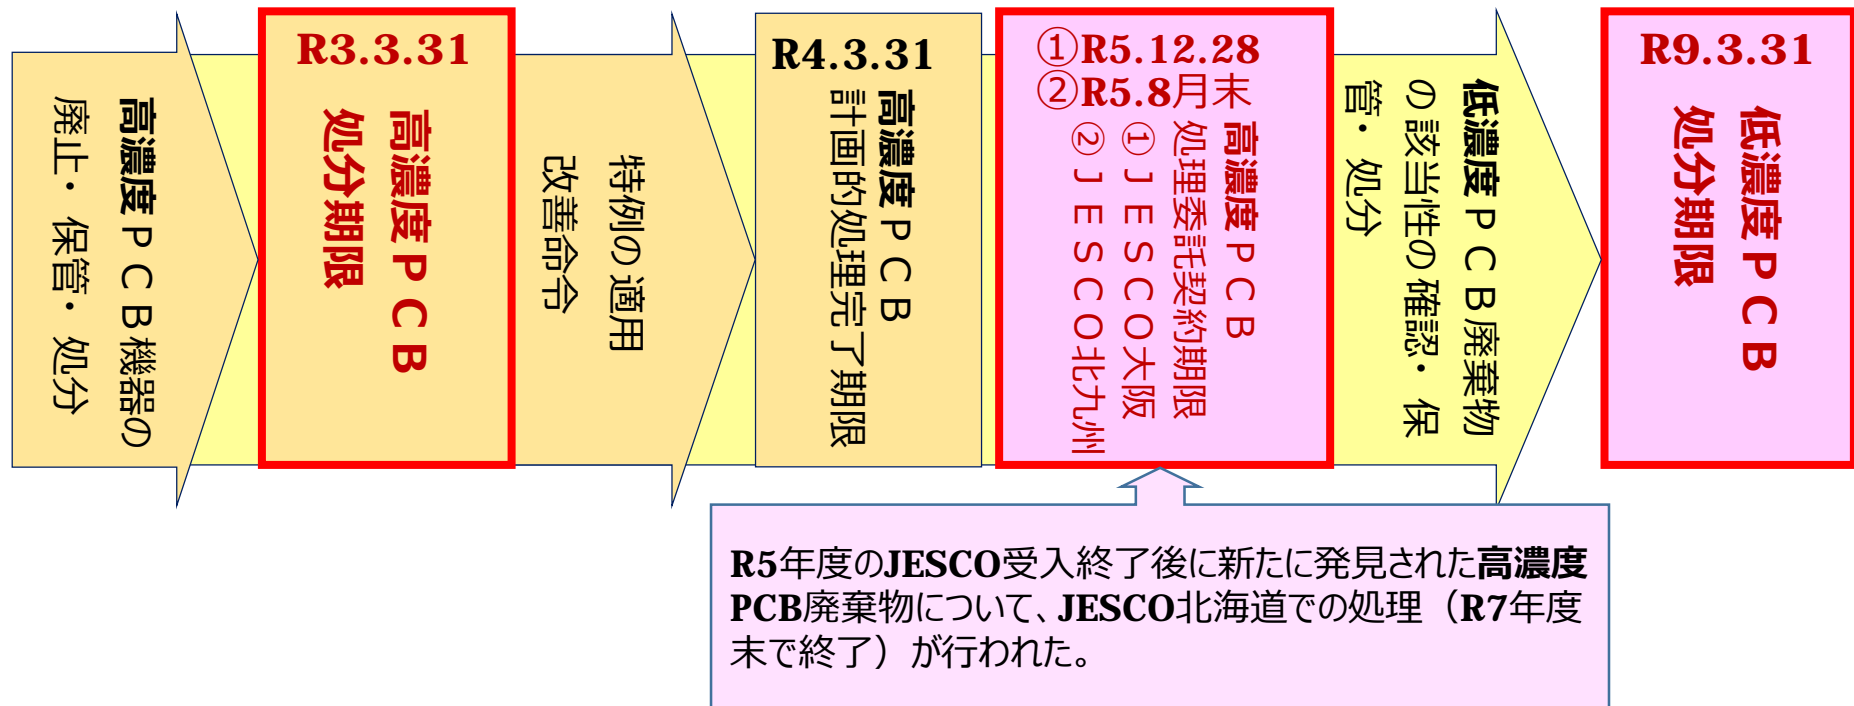 高濃度ＰＣＢ機器の
廃止・保管・処分
R3.3.31
高濃度ＰＣＢ
処分期限
特例の適用
改善命令
R4.3.31
高濃度ＰＣＢ
計画的処理完了期限
①R5.12.28
②R5.8月末
高濃度ＰＣＢ
処理委託契約期限
①ＪＥＳＣＯ大阪
②ＪＥＳＣＯ北九州
低濃度ＰＣＢ廃棄物
の該当性の確認・保
管・処分
R9.3.31
低濃度ＰＣＢ
処分期限
R5年度のJESCO受入終了後に新たに発見された高濃度
PCB廃棄物について、JESCO北海道での処理（R7年度
末で終了）が行われた。